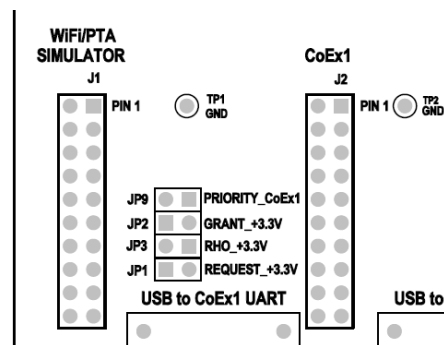 WiFi/PTA
SIMULATOR
J1
PIN 1
TP1
GND
CoEx1
J2
PIN 1
TP2
GND
JP9 PRIORITY_CoEx1
JP2 GRANT_+3.3V
JP3 RHO_+3.3V
JP1 REQUEST_+3.3V
USB to CoEx1 UART
USB to